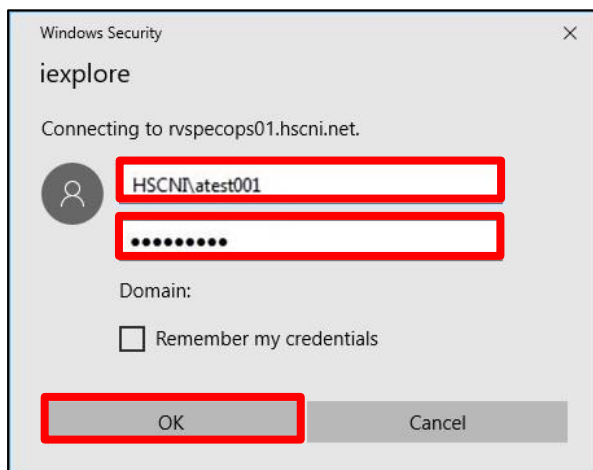 Windows Security
iexplore
Connecting to rvspecops01.hscni.net.
HSCNI\atest001
●●●●●●●●●
Domain:
Remember my credentials
OK
Cancel